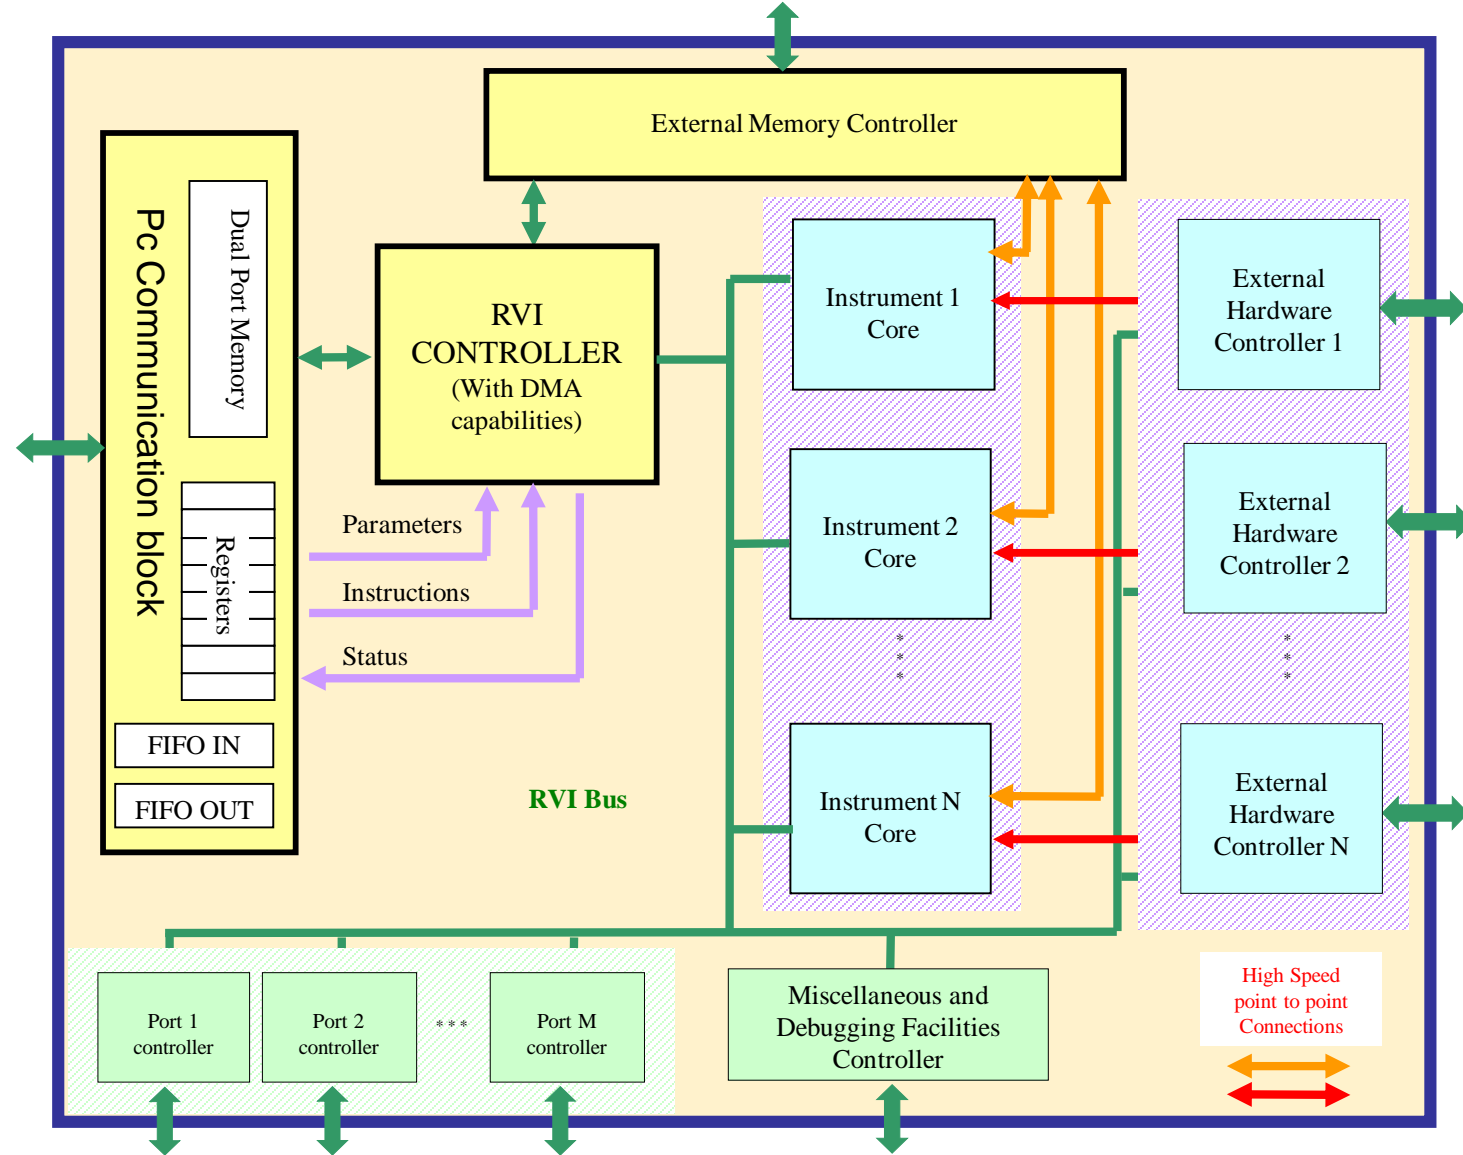 External Memory Controller
Pc Communication block
Dual Port Memory
Registers
FIFO IN
FIFO OUT
RVI
CONTROLLER
(With DMA
capabilities)
Parameters
Instructions
Status
RVI Bus
Instrument 1
Core
Instrument 2
Core
***
Instrument N
Core
External
Hardware
Controller 1
External
Hardware
Controller 2
***
External
Hardware
Controller N
Port 1
controller
Port 2
controller
***
Port M
controller
Miscellaneous and
Debugging Facilities
Controller
High Speed
point to point
Connections